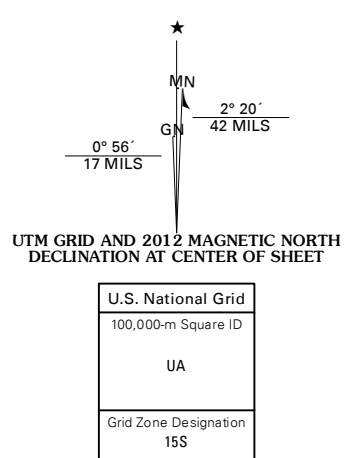 ★
MN
GN
2° 20´
42 MILS
0° 56´
17 MILS
UTM GRID AND 2012 MAGNETIC NORTH
DECLINATION AT CENTER OF SHEET
U.S. National Grid
100,000-m Square ID
UA
Grid Zone Designation
15S